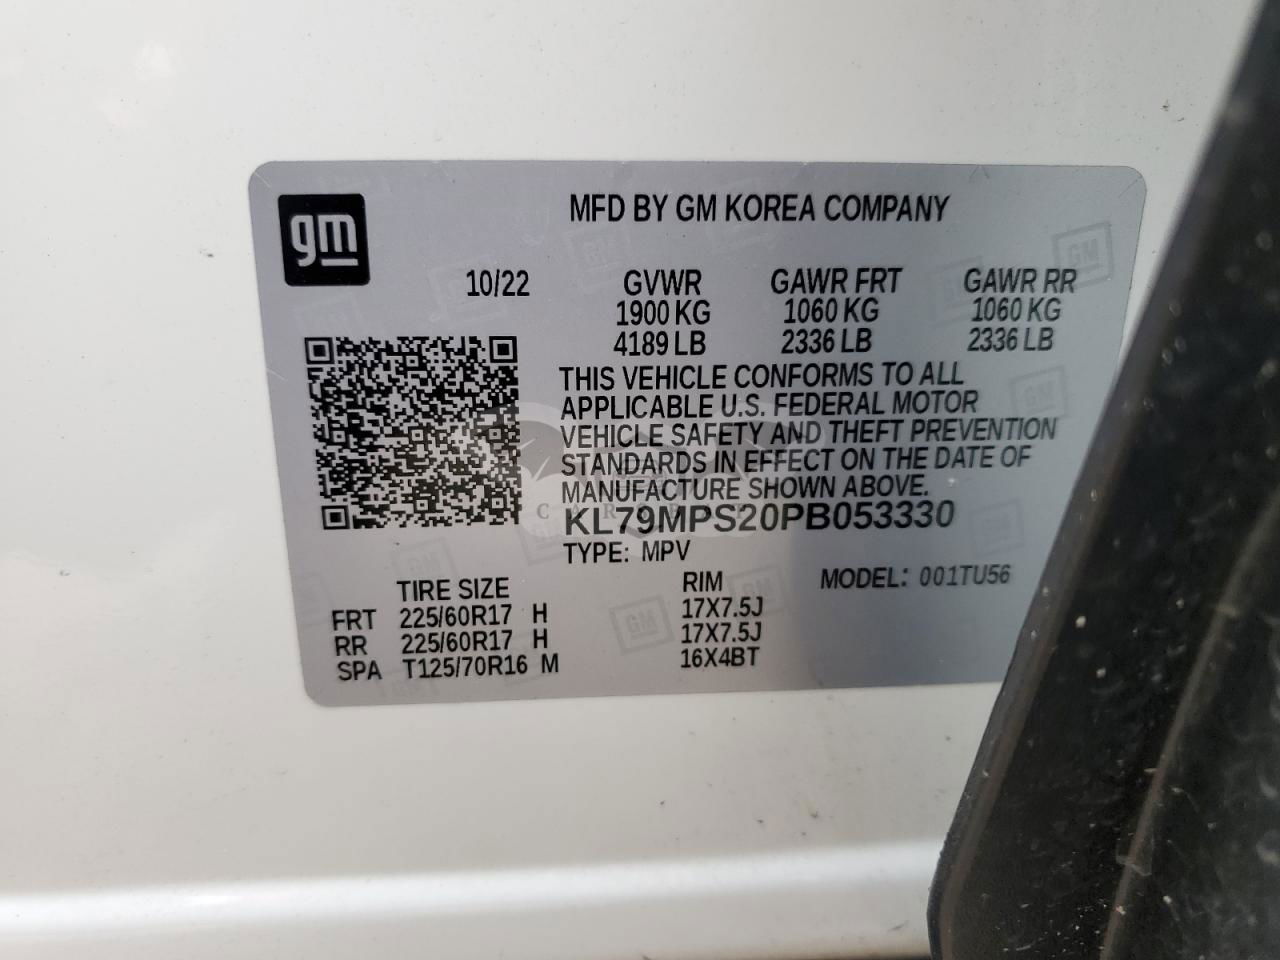 gm
MFD BY GM KOREA COMPANY
10/22 GVWR GAWR FRT GAWR RR
1900 KG 1060 KG 1060 KG
4189 LB 2336 LB 2336 LB
THIS VEHICLE CONFORMS TO ALL
APPLICABLE U.S. FEDERAL MOTOR
VEHICLE SAFETY AND THEFT PREVENTION
STANDARDS IN EFFECT ON THE DATE OF
MANUFACTURE SHOWN ABOVE.
KL79MPS20PB053330
TYPE: MPV
TIRE SIZE RIM MODEL: 001TU56
FRT 225/60R17 H 17X7.5J
RR 225/60R17 H 17X7.5J
SPA T125/70R16 M 16X4BT